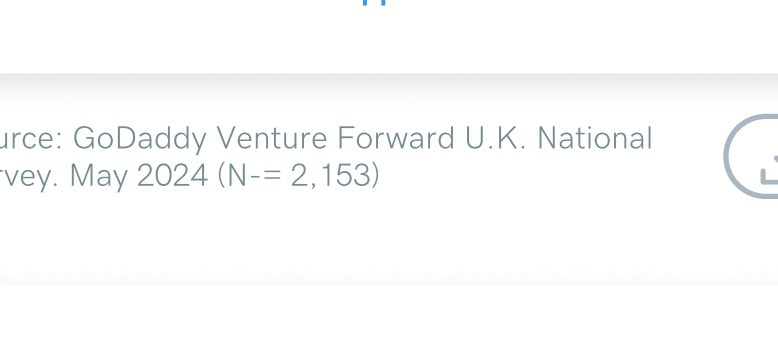 urce: GoDaddy Venture Forward U.K. National
rvey. May 2024 (N-= 2,153)